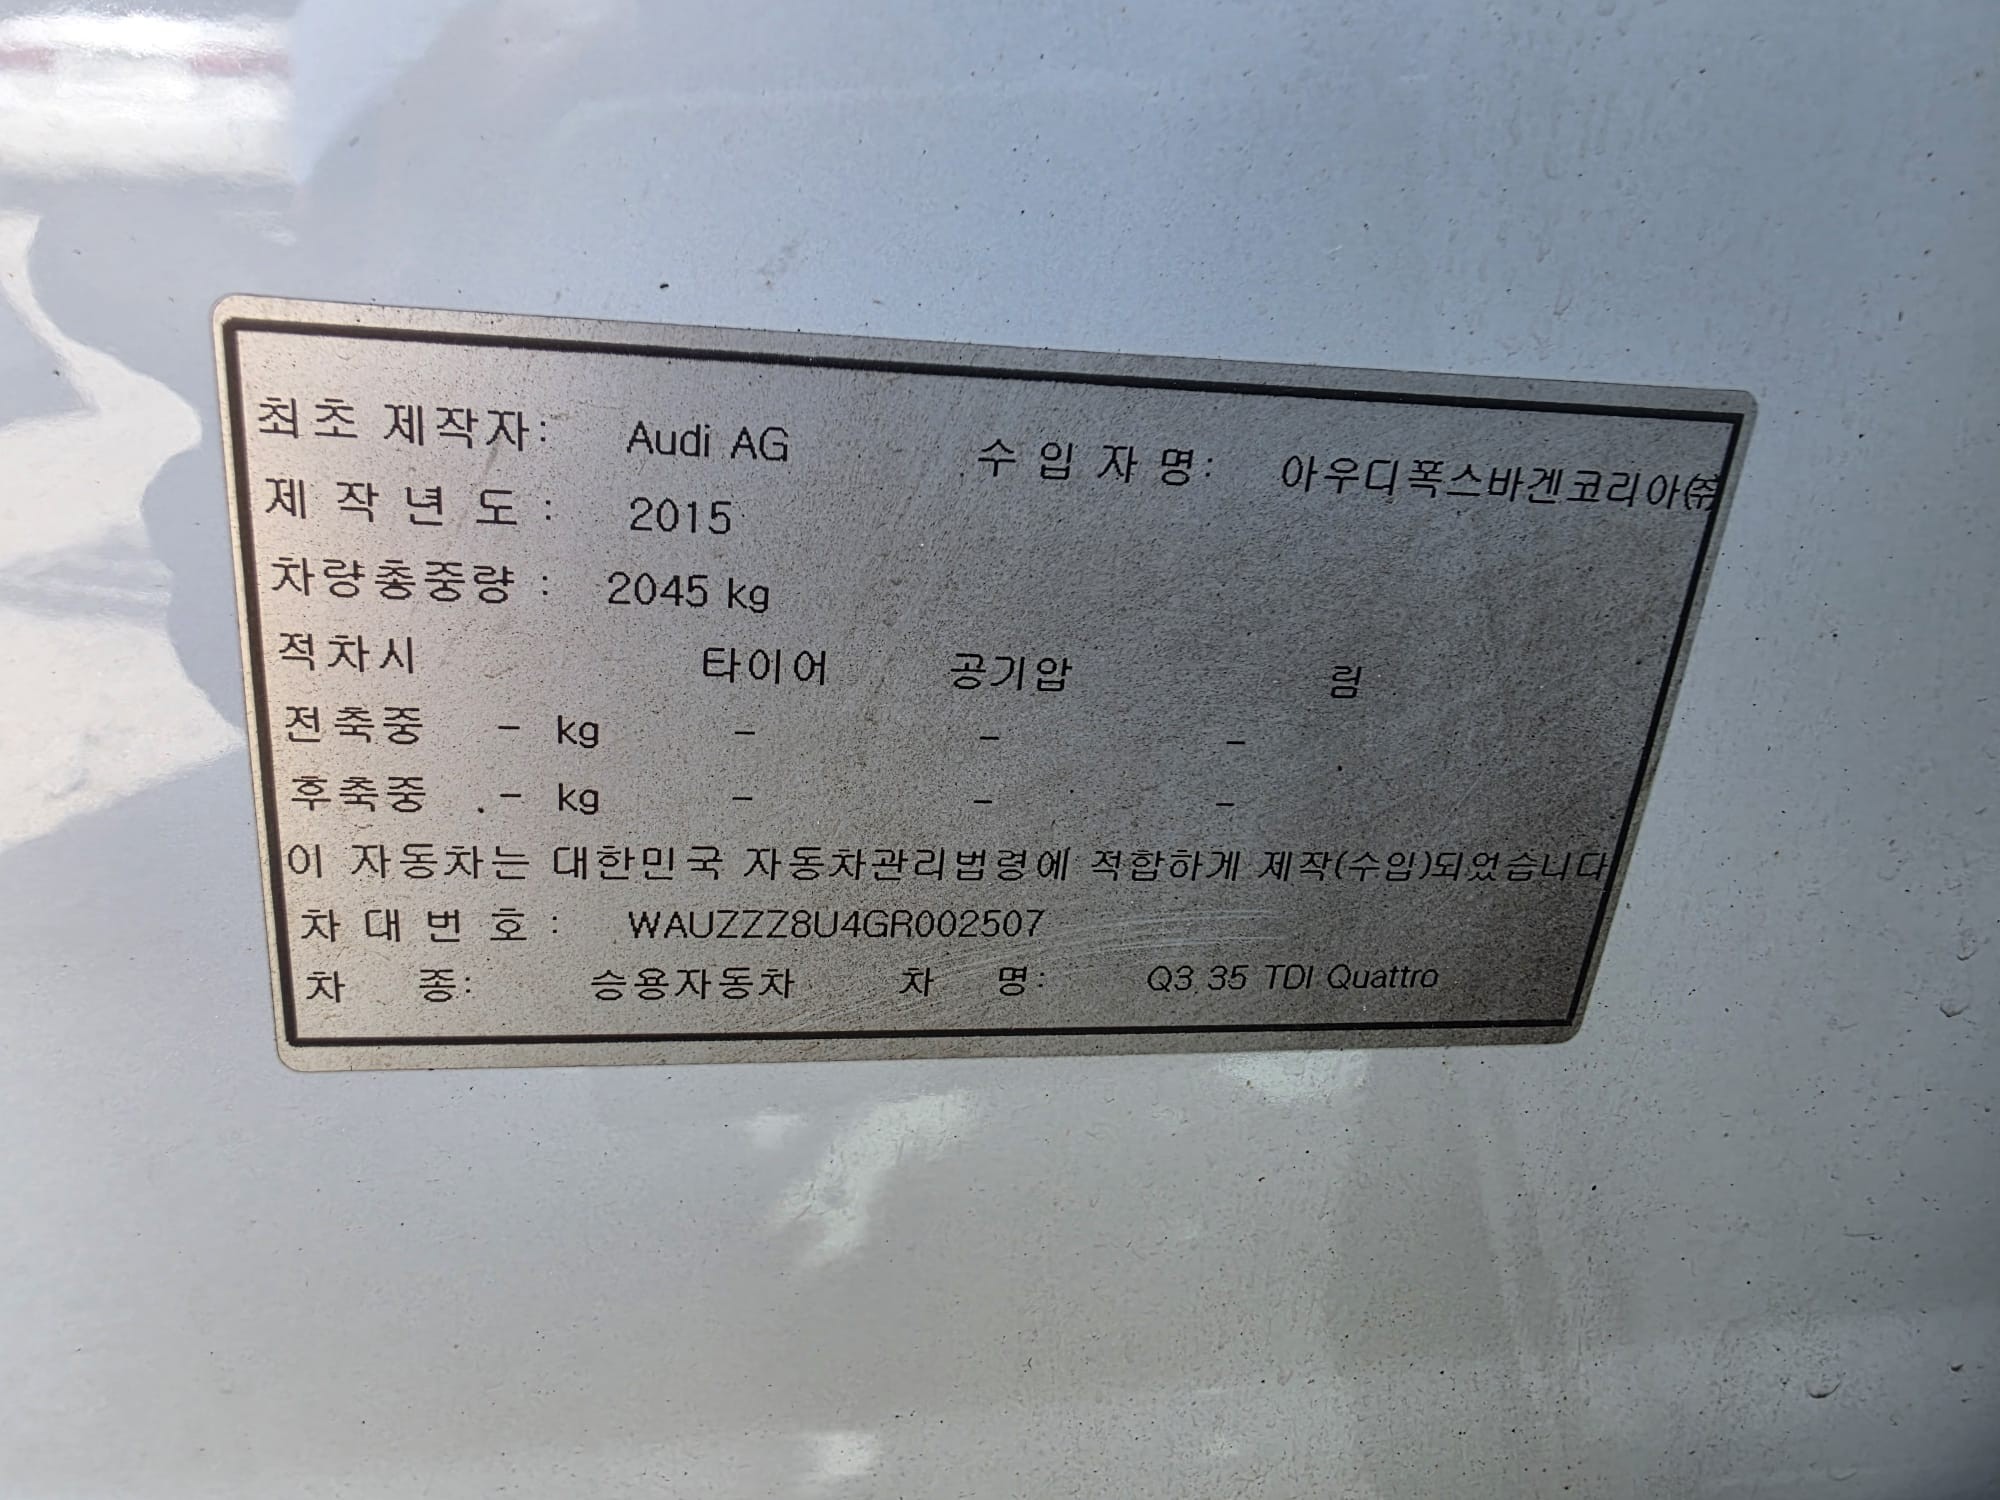 최초 제작자: Audi AG 수 입 자 명: 아우디폭스바겐코리아㈜
제 작 년 도 : 2015
차량총중량 : 2045 kg
적차시 타이어 공기압 림
전축중 - kg - - -
후축중 - kg - - -
이 자동차는 대한민국 자동차관리법령에 적합하게 제작(수입)되었습니다
차 대 번 호 : WAUZZZ8U4GR002507
차 종: 승용자동차 차 명: Q3 35 TDI Quattro